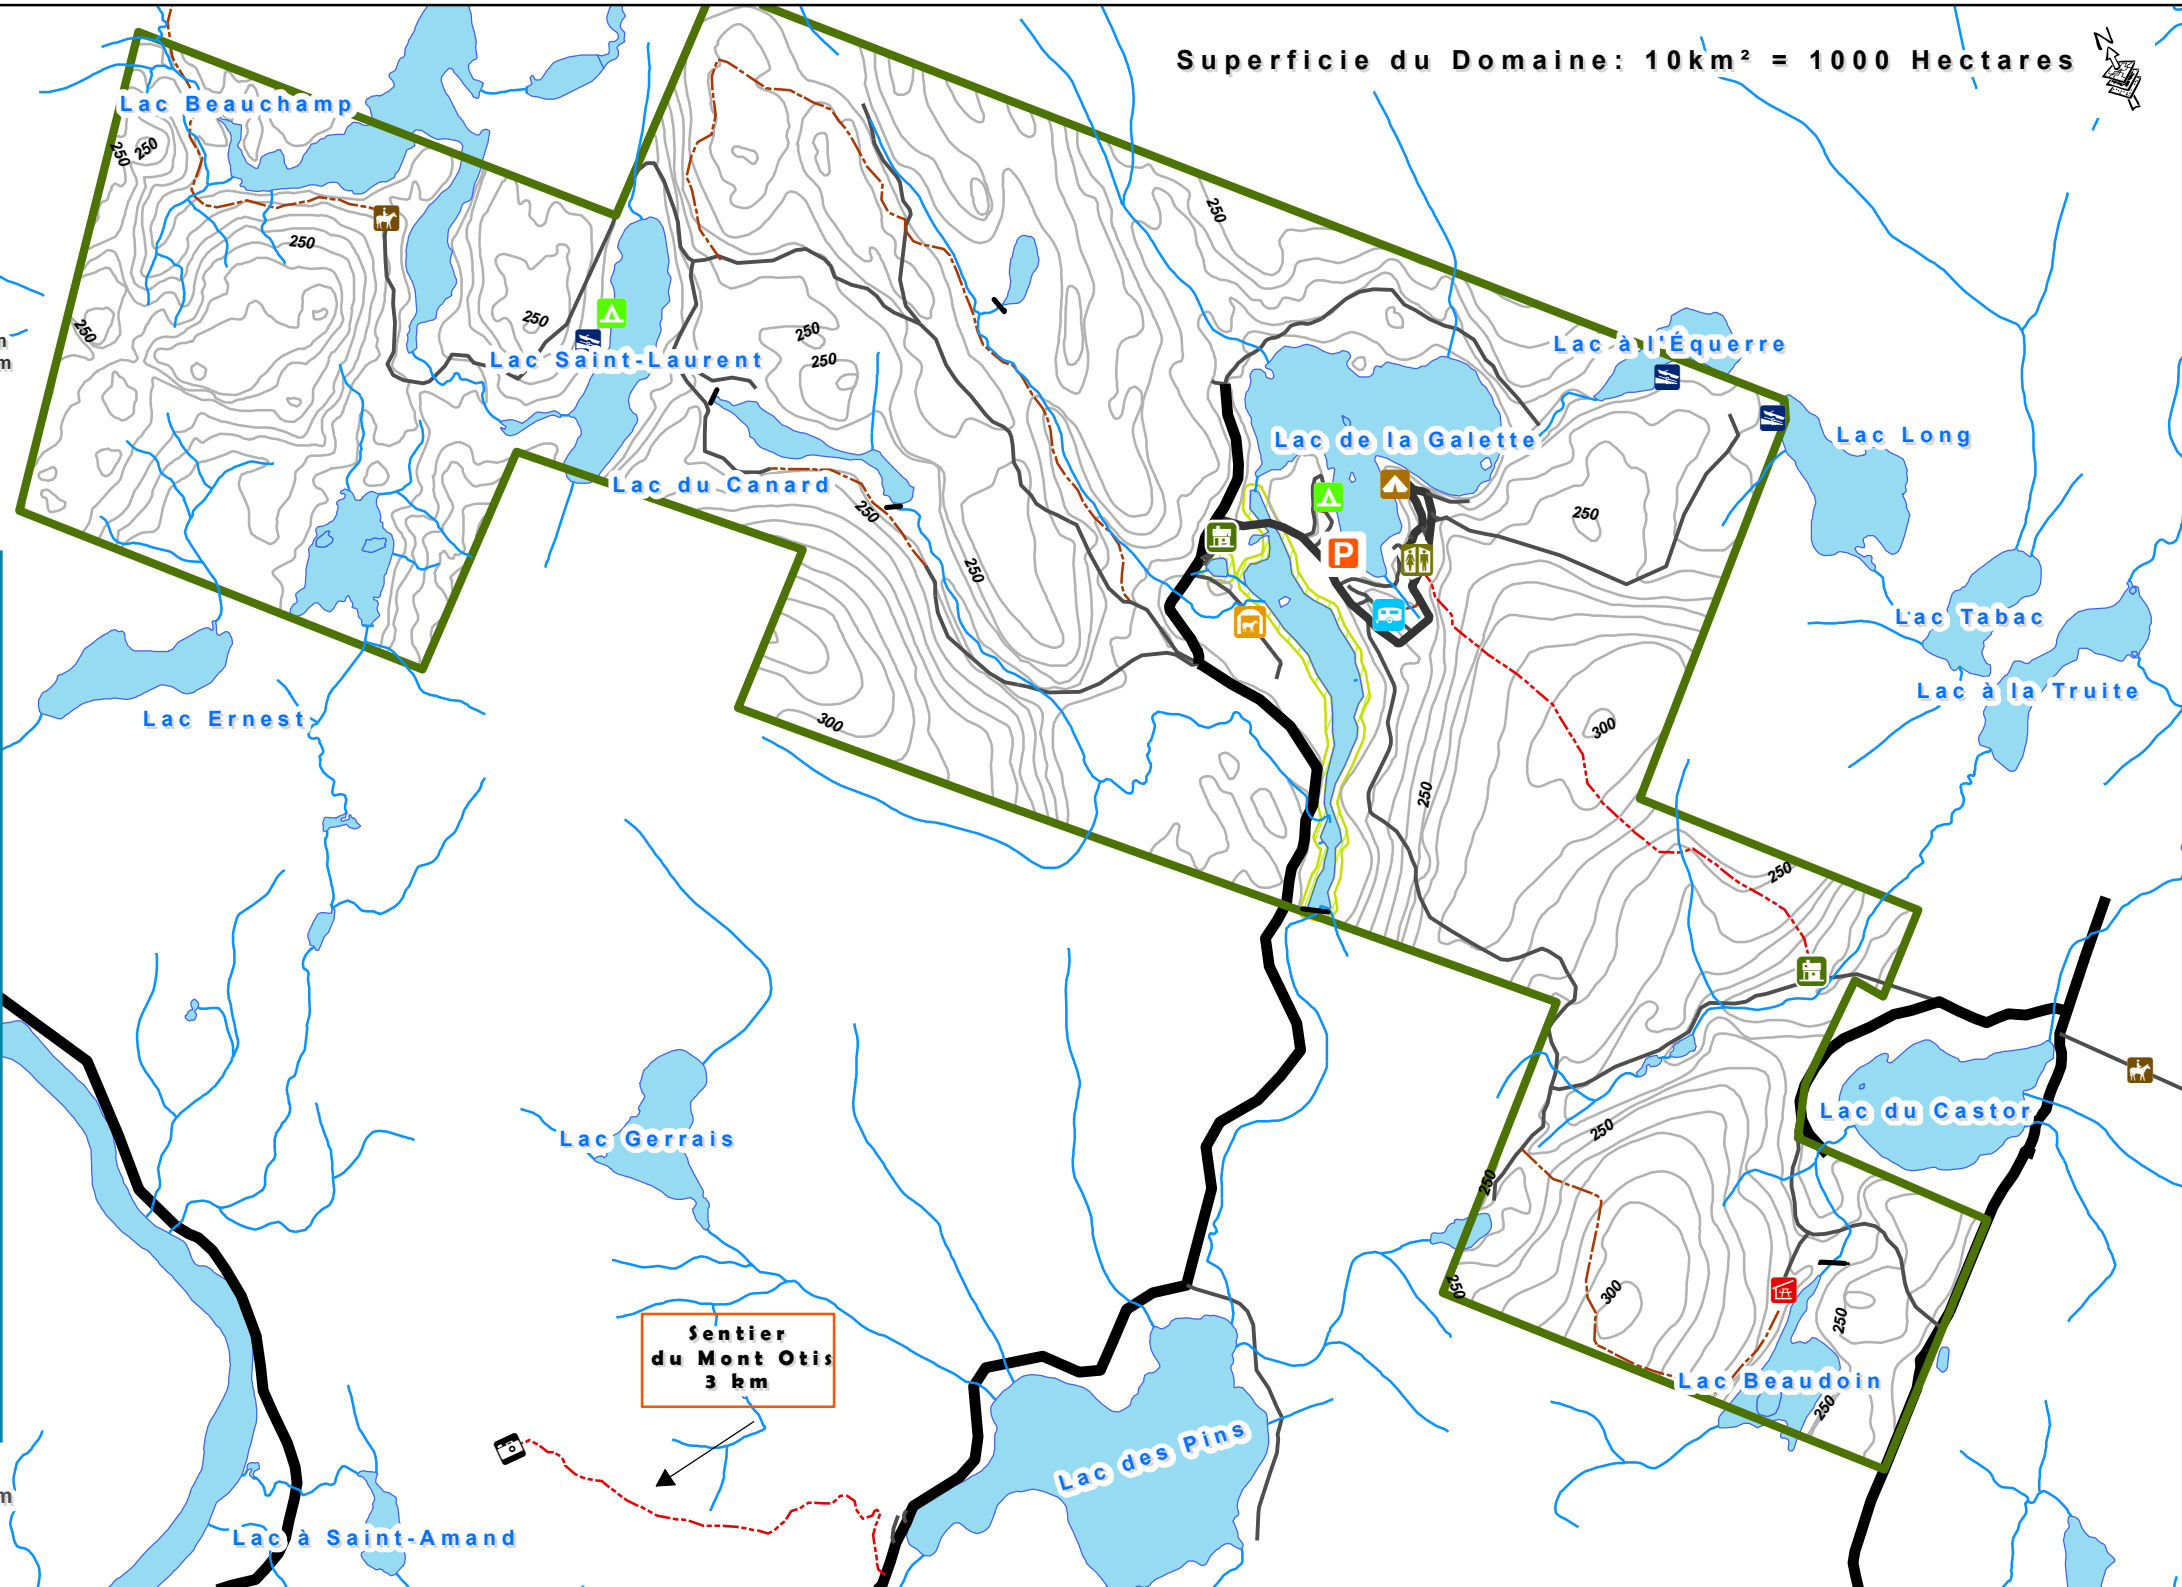 Superficie du Domaine: 10km² = 1000 Hectares
N
Lac Beauchamp
250
250
250
250
250
250
250
250
Lac à l'Équerre
n
m
Lac Saint-Laurent
Lac de la Galette
Lac Long
Lac du Canard
250
250
250
P
Lac Tabac
Lac à la Truite
Lac Ernest
300
300
250
250
Lac du Castor
250
Lac Gerrais
250
250
300
250
Sentier
du Mont Otis
3 km
Lac Beaudoin
250
Lac des Pins
m
Lac à Saint-Amand